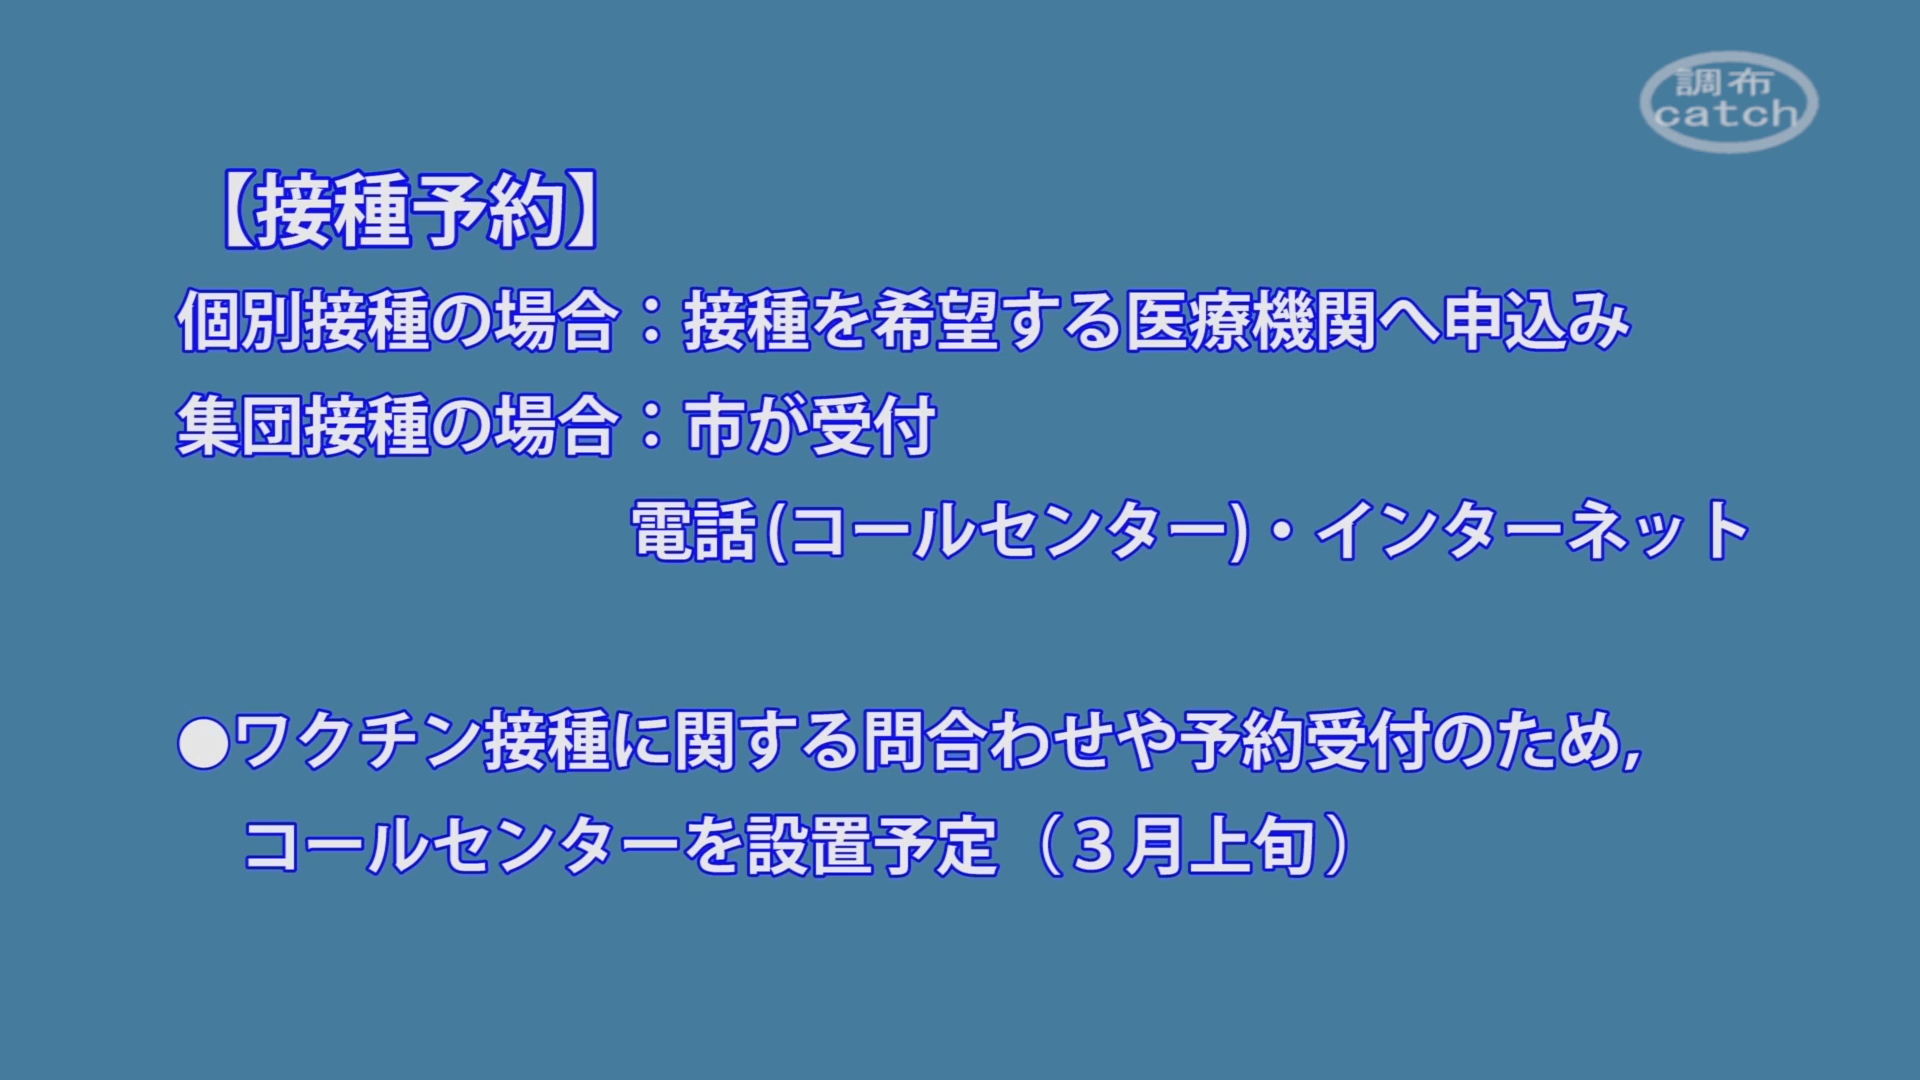 調布
catch
【接種予約】
個別接種の場合：接種を希望する医療機関へ申込み
集団接種の場合：市が受付
電話(コールセンター)・インターネット
●ワクチン接種に関する問合わせや予約受付のため,
コールセンターを設置予定（３月上旬）